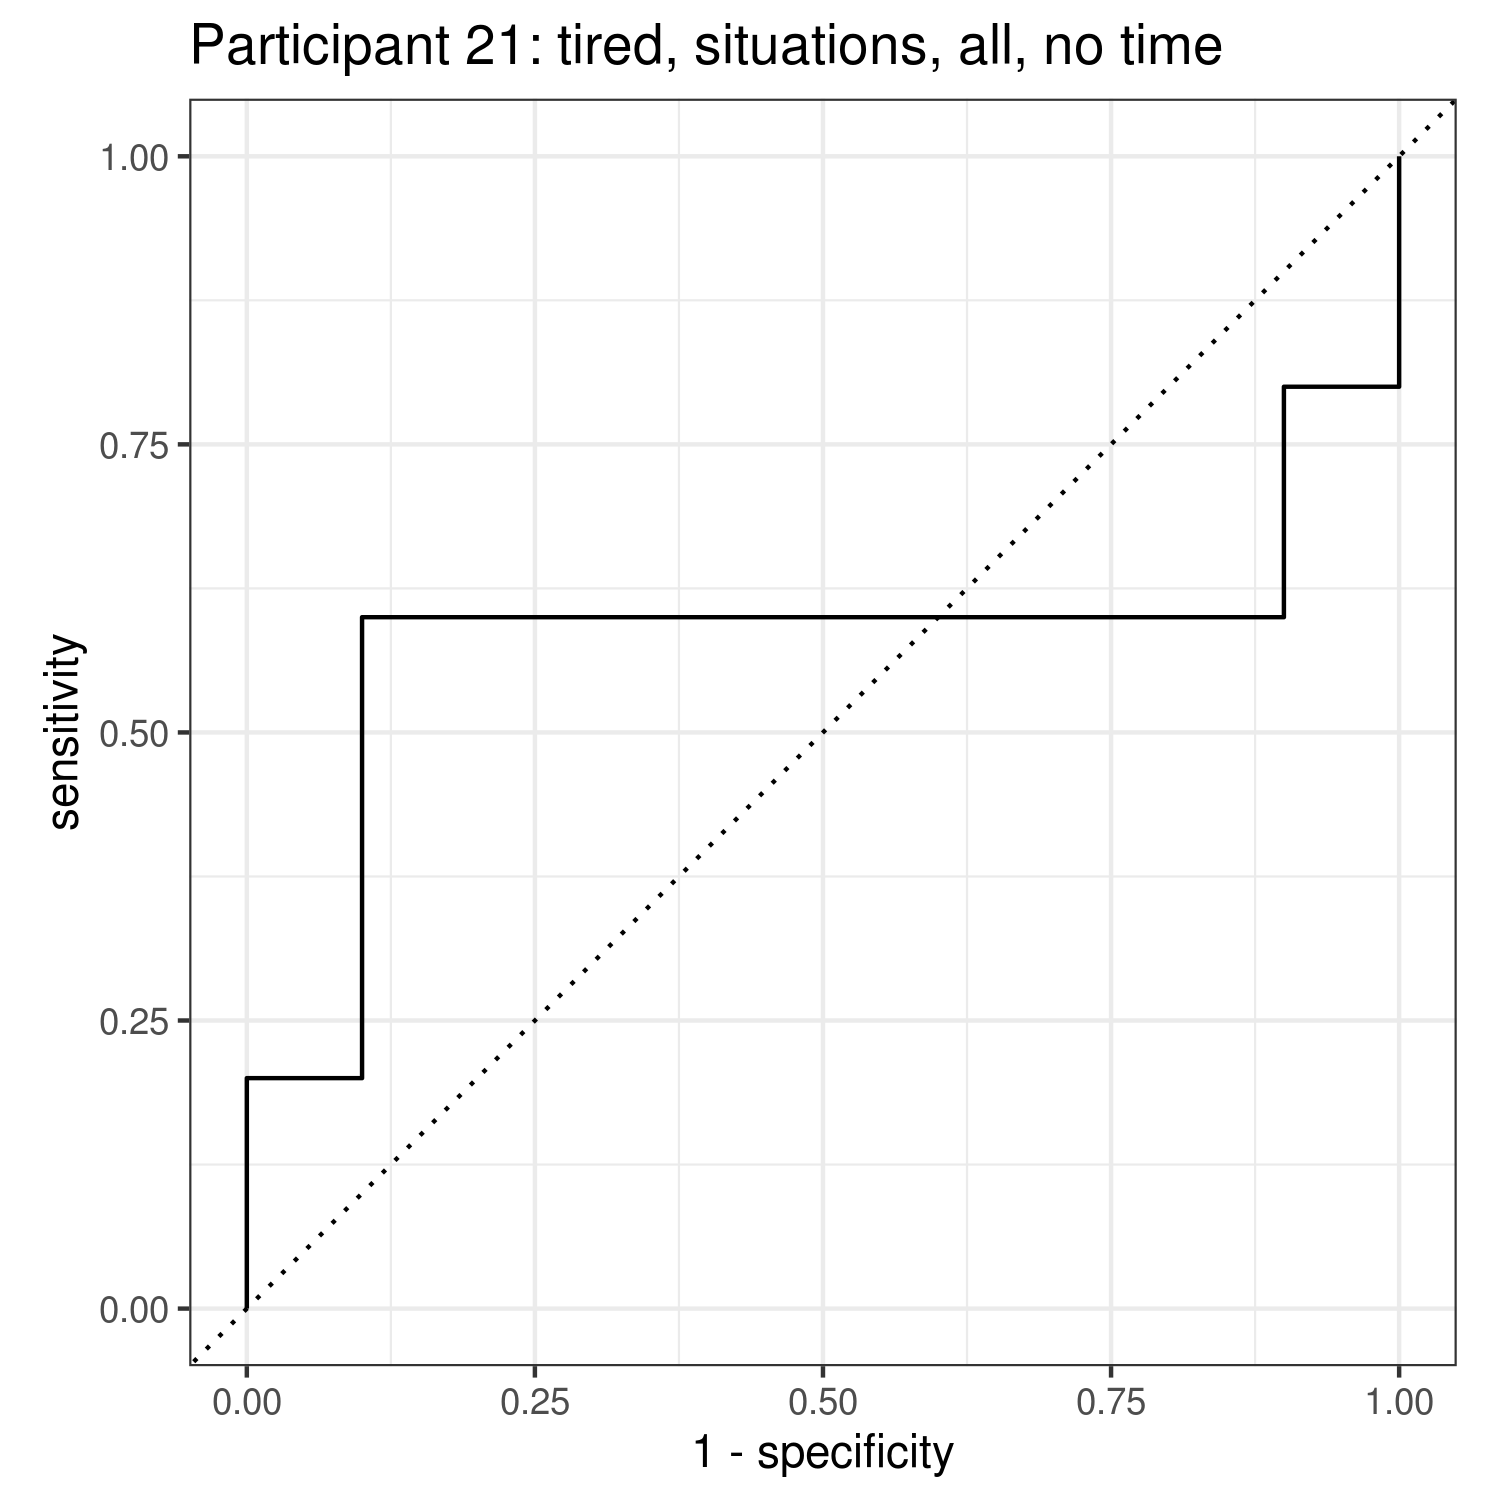 Participant 21: tired, situations, all, no time
1.00
0.75
0.50
0.25
0.00
sensitivity
0.00 0.25 0.50 0.75 1.00
1 - specificity